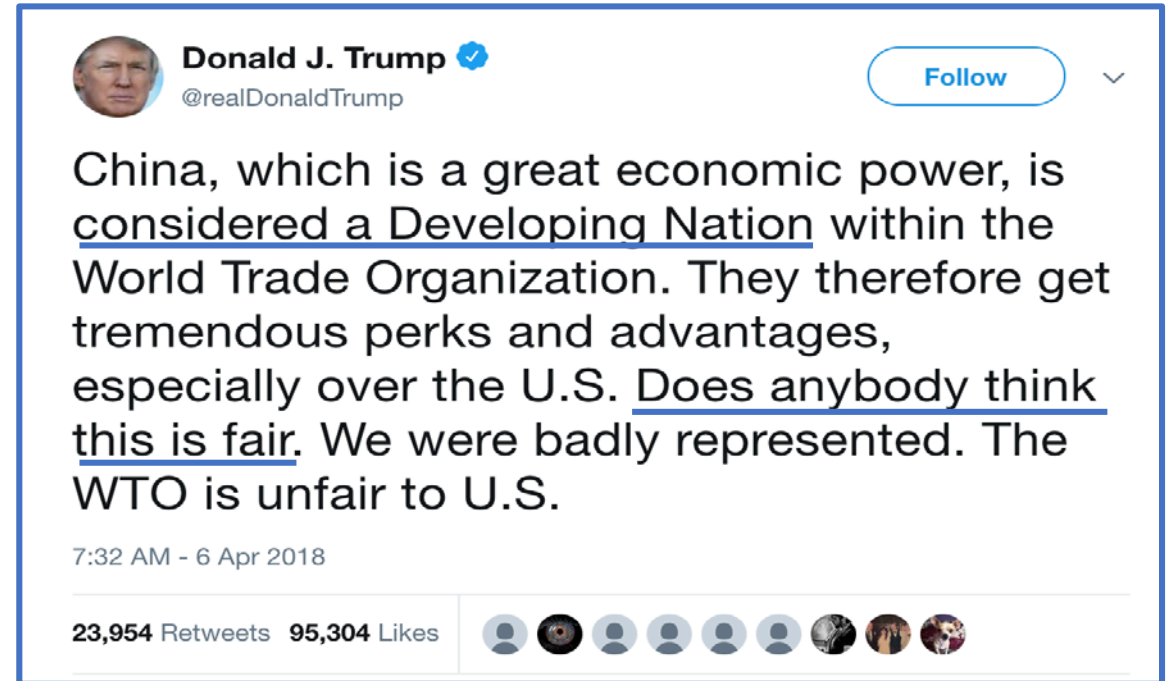 Donald J. Trump
Follow
@realDonaldTrump
China, which is a great economic power, is
considered a Developing Nation within the
World Trade Organization. They therefore get
tremendous perks and advantages,
especially over the U.S. Does anybody think
this is fair. We were badly represented. The
WTO is unfair to U.S.
7:32 AM - 6 Apr 2018
23,954 Retweets 95,304 Likes